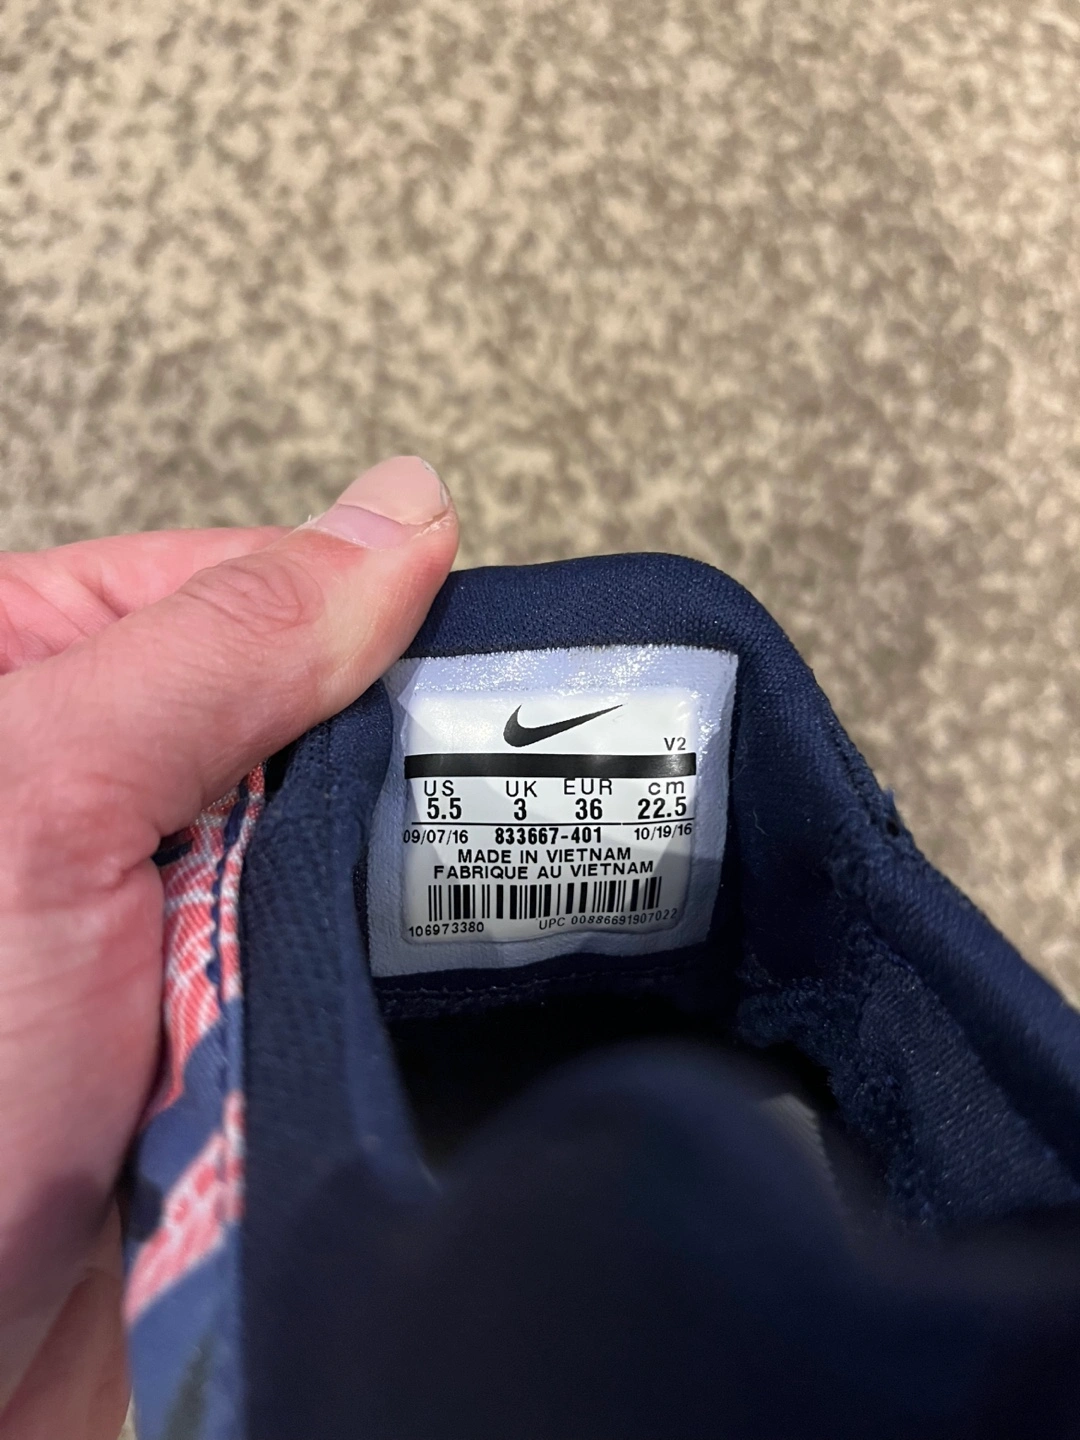 V2
US UK EUR cm
5.5 3 36 22.5
09/07/16 833667-401 10/19/16
MADE IN VIETNAM
FABRIQUE AU VIETNAM
106973380 UPC 00886691907022